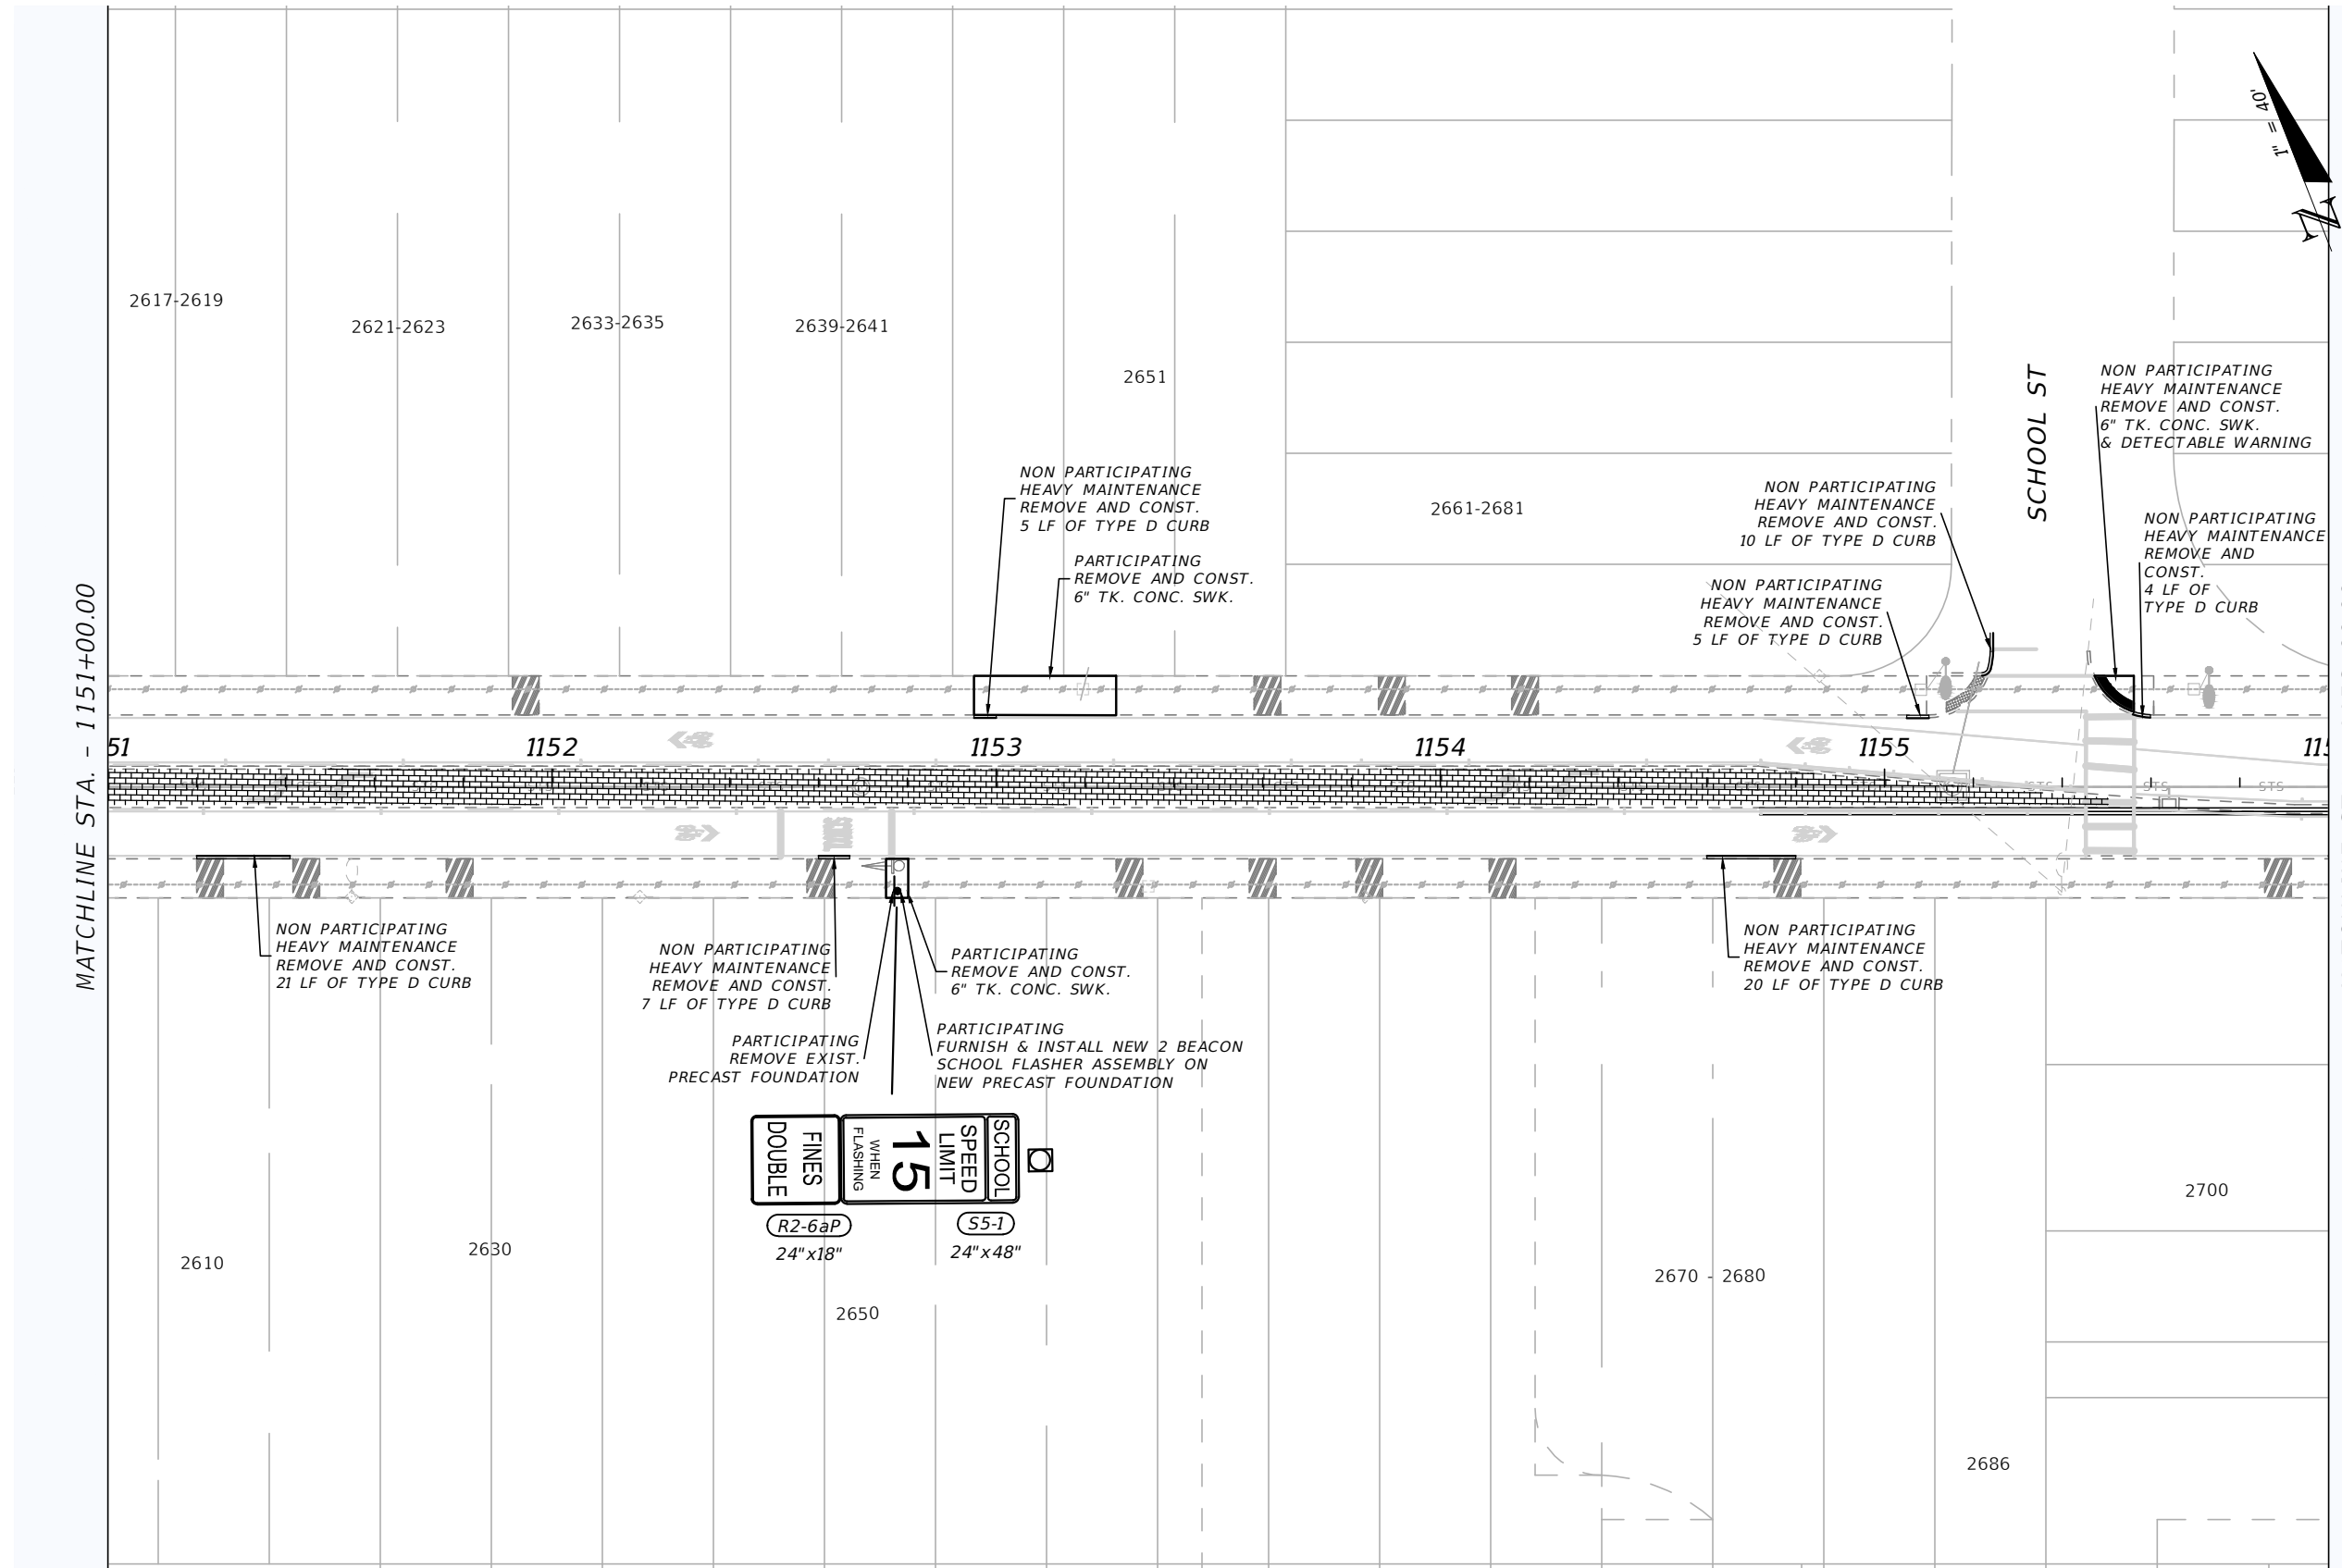 1" = 40'
N
2617-2619
2621-2623
2633-2635
2639-2641
2651
2661-2681
SCHOOL ST
NON PARTICIPATING
HEAVY MAINTENANCE
REMOVE AND CONST.
6" TK. CONC. SWK.
& DETECTABLE WARNING
NON PARTICIPATING
HEAVY MAINTENANCE
REMOVE AND CONST.
5 LF OF TYPE D CURB
PARTICIPATING
REMOVE AND CONST.
6" TK. CONC. SWK.
NON PARTICIPATING
HEAVY MAINTENANCE
REMOVE AND CONST.
10 LF OF TYPE D CURB
NON PARTICIPATING
HEAVY MAINTENANCE
REMOVE AND CONST.
5 LF OF TYPE D CURB
NON PARTICIPATING
HEAVY MAINTENANCE
REMOVE AND
CONST.
4 LF OF
TYPE D CURB
MATCHLINE STA. - 1151+00.00
51
1152
1153
1154
1155
115
STS
STS
STS
NON PARTICIPATING
HEAVY MAINTENANCE
REMOVE AND CONST.
21 LF OF TYPE D CURB
NON PARTICIPATING
HEAVY MAINTENANCE
REMOVE AND CONST.
7 LF OF TYPE D CURB
PARTICIPATING
REMOVE AND CONST.
6" TK. CONC. SWK.
PARTICIPATING
REMOVE EXIST.
PRECAST FOUNDATION
PARTICIPATING
FURNISH & INSTALL NEW 2 BEACON
SCHOOL FLASHER ASSEMBLY ON
NEW PRECAST FOUNDATION
NON PARTICIPATING
HEAVY MAINTENANCE
REMOVE AND CONST.
20 LF OF TYPE D CURB
SCHOOL
SPEED
LIMIT
15
WHEN
FLASHING
FINES
DOUBLE
R2-6aP
24"x18"
S5-1
24"x48"
2610
2630
2650
2670 - 2680
2700
2686